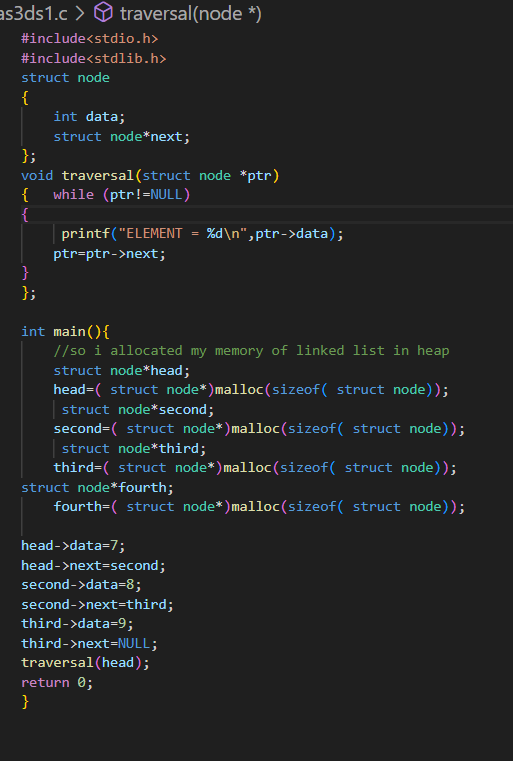 as3ds1.c > traversal(node *)
#include<stdio.h>
#include<stdlib.h>
struct node
{
    int data;
    struct node*next;
};
void traversal(struct node *ptr)
{   while (ptr!=NULL)
{
     printf("ELEMENT = %d\n",ptr->data);
    ptr=ptr->next;
}
};
int main(){
    //so i allocated my memory of linked list in heap
    struct node*head;
    head=( struct node*)malloc(sizeof( struct node));
     struct node*second;
    second=( struct node*)malloc(sizeof( struct node));
     struct node*third;
    third=( struct node*)malloc(sizeof( struct node));
struct node*fourth;
    fourth=( struct node*)malloc(sizeof( struct node));
head->data=7;
head->next=second;
second->data=8;
second->next=third;
third->data=9;
third->next=NULL;
traversal(head);
return 0;
}